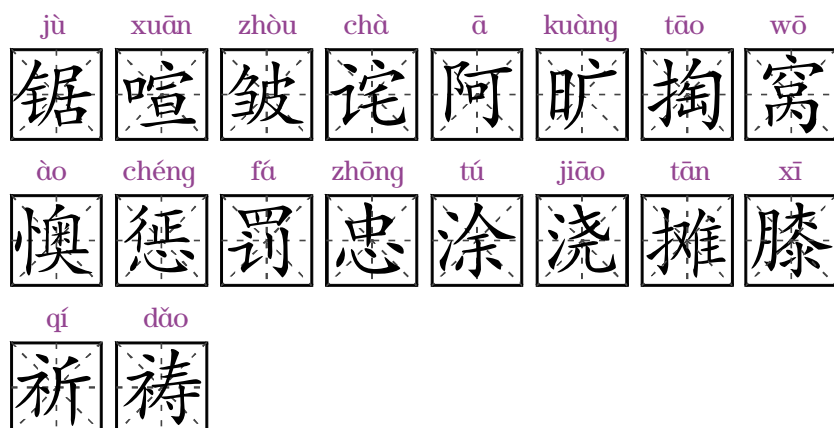 jù xuān zhòu chà ā kuàng tāo wō
锯 喧 皱 诧 阿 旷 掏 窝
ào chéng fá zhōng tú jiāo tān xī
懊 惩 罚 忠 涂 浇 摊 膝
qí dǎo
祈 祷